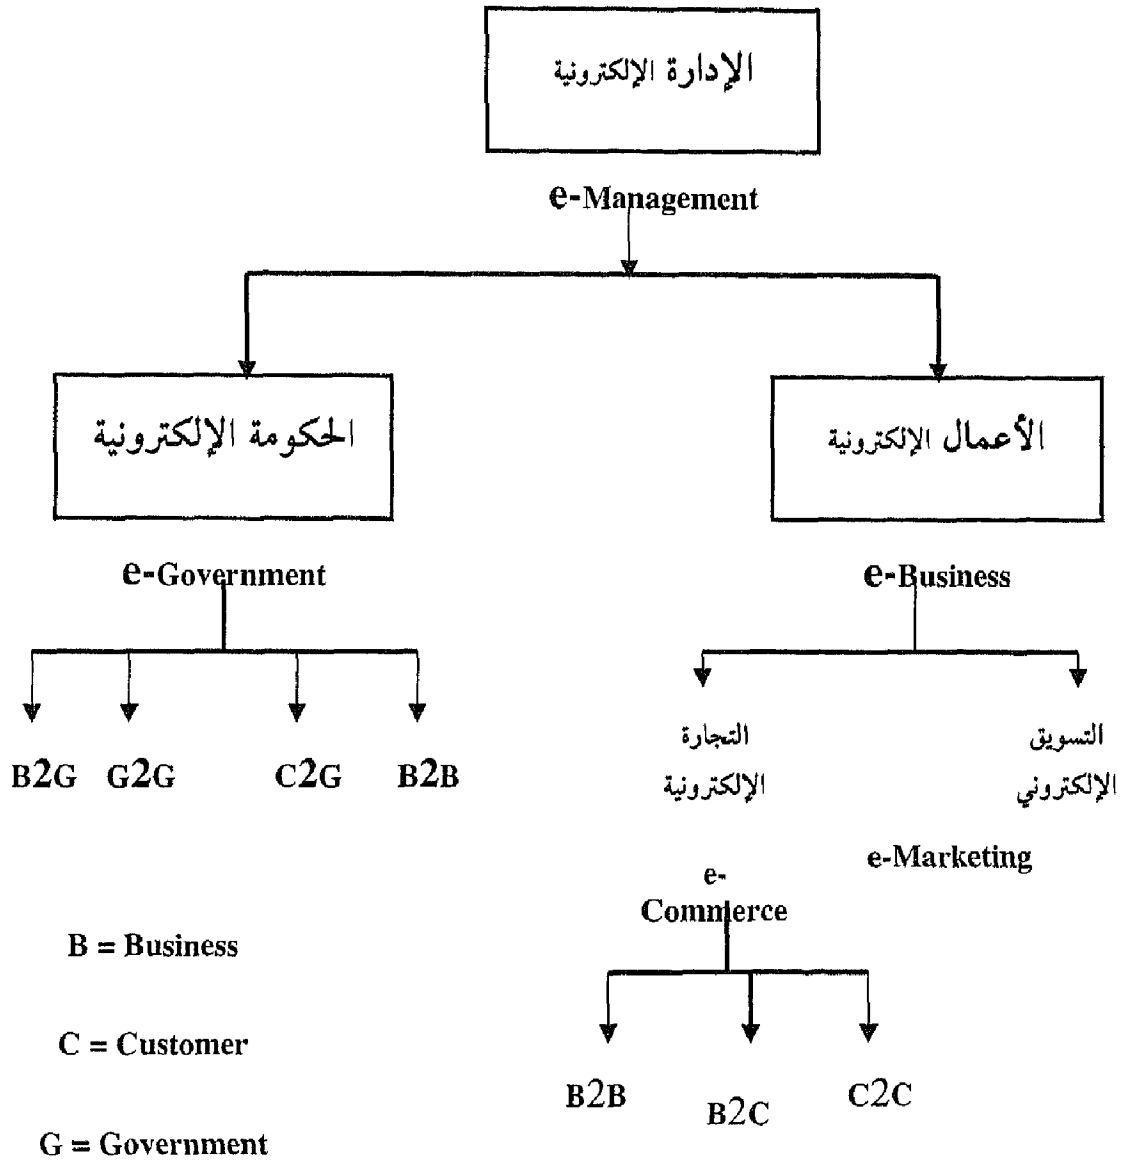 الإدارة الإلكترونية
e-Management
الحكومة الإلكترونية
الأعمال الإلكترونية
e-Government
e-Business
التجارة
الإلكترونية
التسويق
الإلكتروني
B2G G2G C2G B2B
e-Marketing
e-
Commerce
B = Business
C = Customer
G = Government
B2B B2C C2C